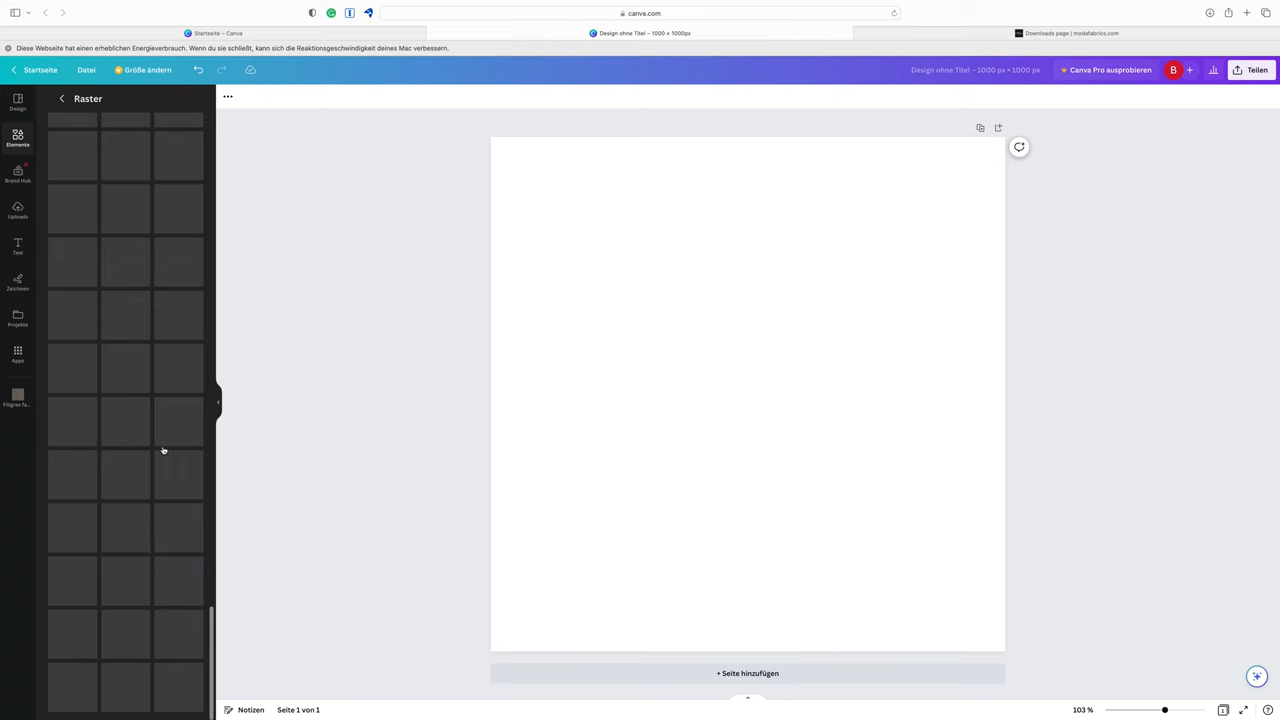 canva.com
Startseite – Canva
Design ohne Titel – 1000 × 1000px
Downloads page | modafabrics.com
Diese Webseite hat einen erheblichen Energieverbrauch. Wenn du sie schließt, kann sich die Reaktionsgeschwindigkeit deines Mac verbessern.
Startseite
Datei
Größe ändern
Design ohne Titel – 1000 px × 1000 px
Canva Pro ausprobieren
B
Teilen
Raster
Design
Elemente
Brand Hub
Uploads
Text
Zeichnen
Projekte
Apps
Filigree fa...
+ Seite hinzufügen
Notizen
Seite 1 von 1
103 %
1